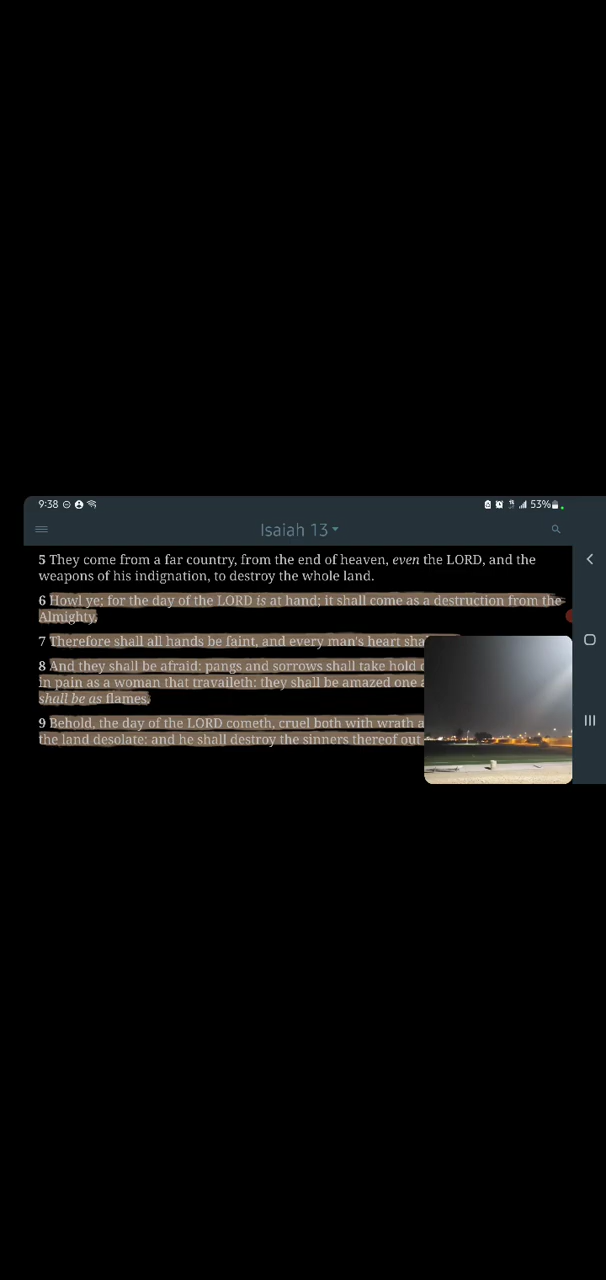 9:38 53%
Isaiah 13
5 They come from a far country, from the end of heaven, even the LORD, and the
weapons of his indignation, to destroy the whole land.
6 Howl ye; for the day of the LORD is at hand; it shall come as a destruction from the
Almighty.
7 Therefore shall all hands be faint, and every man's heart sha
8 And they shall be afraid: pangs and sorrows shall take hold
in pain as a woman that travaileth: they shall be amazed one
shall be as flames.
9 Behold, the day of the LORD cometh, cruel both with wrath a
the land desolate: and he shall destroy the sinners thereof out